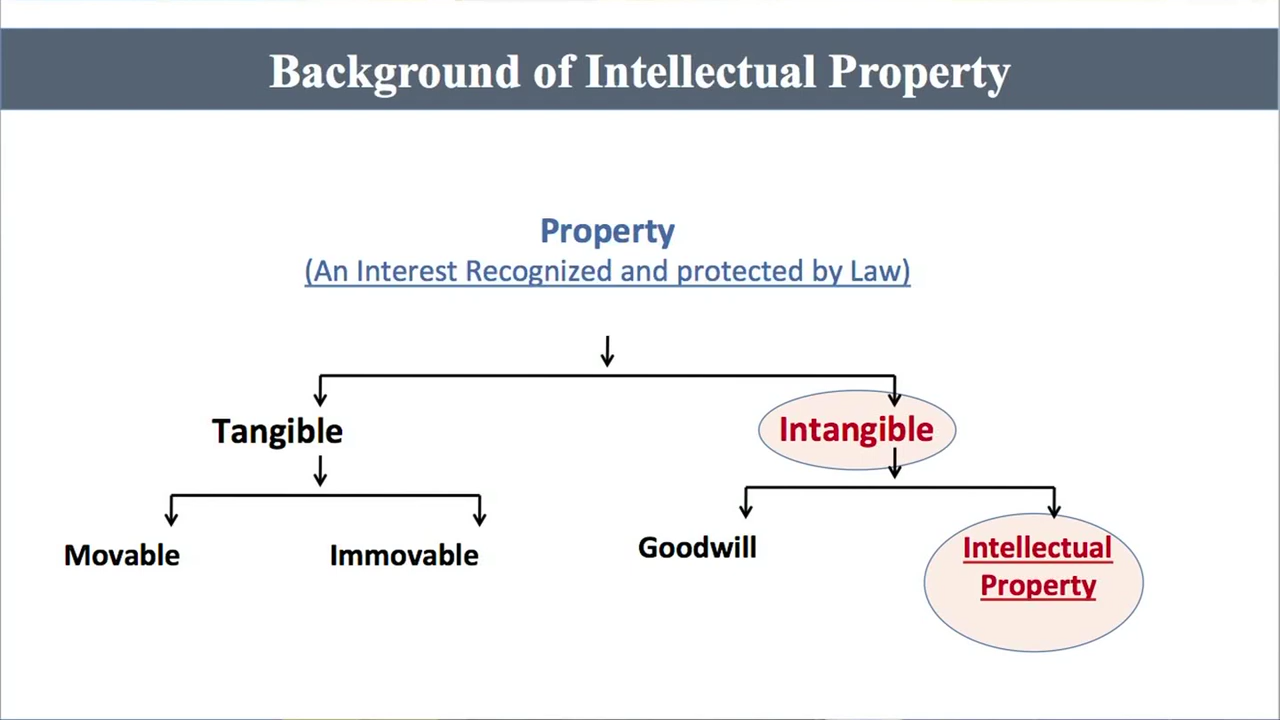 Background of Intellectual Property
Property
(An Interest Recognized and protected by Law)
Tangible
Intangible
Movable
Immovable
Goodwill
Intellectual
Property